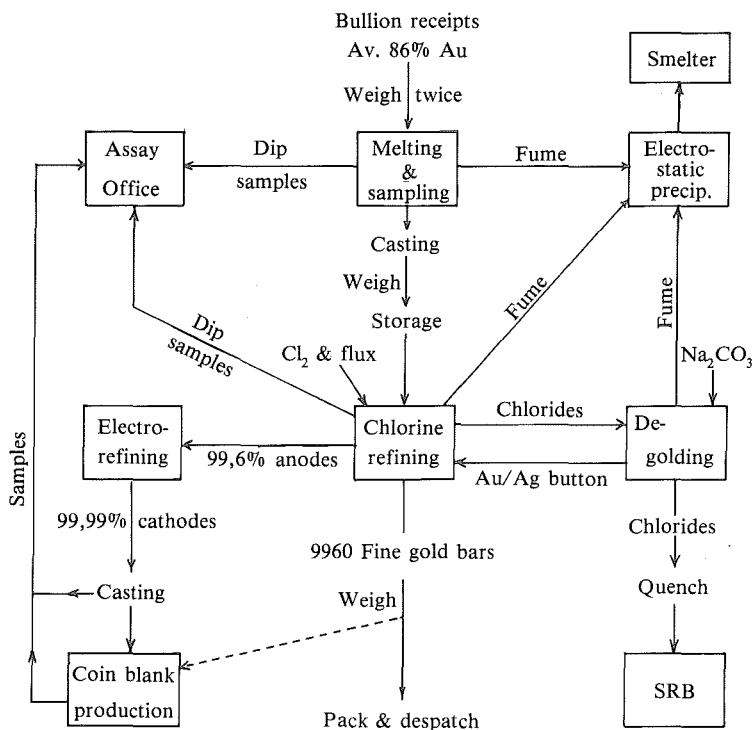 Bullion receipts
Av. 86% Au
Weigh twice
Smelter
Assay
Office
Dip
samples
Melting
&
sampling
Fume
Electro-
static
precip.
Casting
Weigh
Storage
Fume
Fume
Dip
samples
Cl₂ & flux
Na₂CO₃
Electro-
refining
99,6% anodes
Chlorine
refining
Chlorides
Au/Ag button
De-
golding
Samples
99,99% cathodes
9960 Fine gold bars
Chlorides
Casting
Weigh
Quench
Coin blank
production
SRB
Pack & despatch